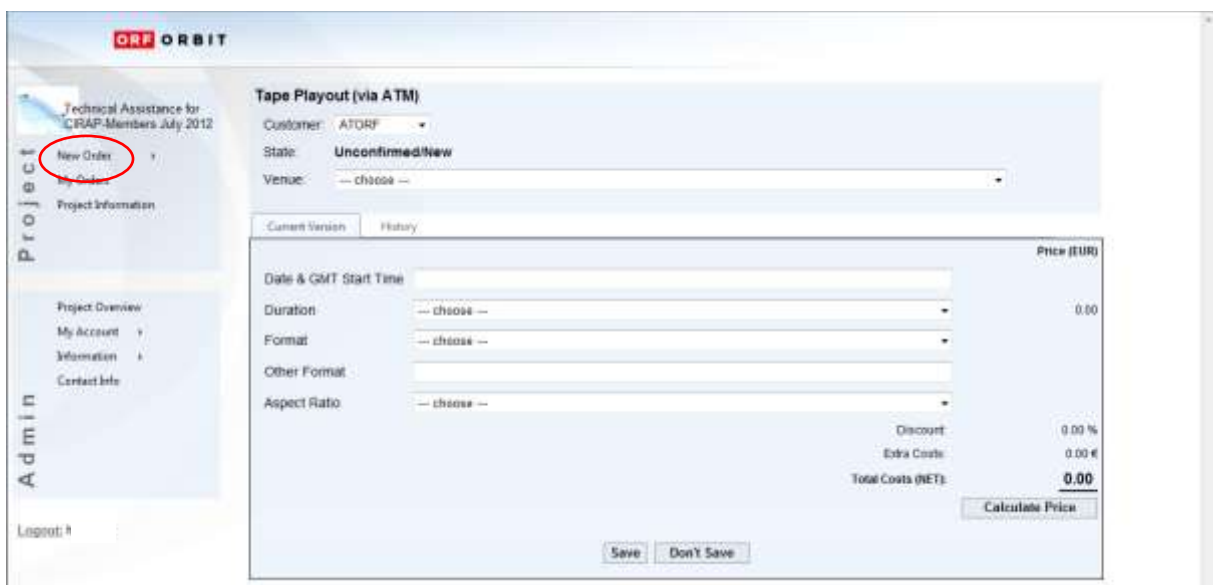 ORF ORBIT
Technical Assistance for
CIRAP-Members July 2012
Project
New Order
My Orders
Project Information
Admin
Project Overview
My Account
Information
Contact Info
Logout:
Tape Playout (via ATM)
Customer: ATORF
State: Unconfirmed/New
Venue: --- choose ---
Current Version History
Price (EUR)
Date & GMT Start Time
Duration --- choose --- 0.00
Format --- choose ---
Other Format
Aspect Ratio --- choose ---
Discount: 0.00 %
Extra Costs: 0.00 €
Total Costs (NET): 0.00
Calculate Price
Save Don't Save